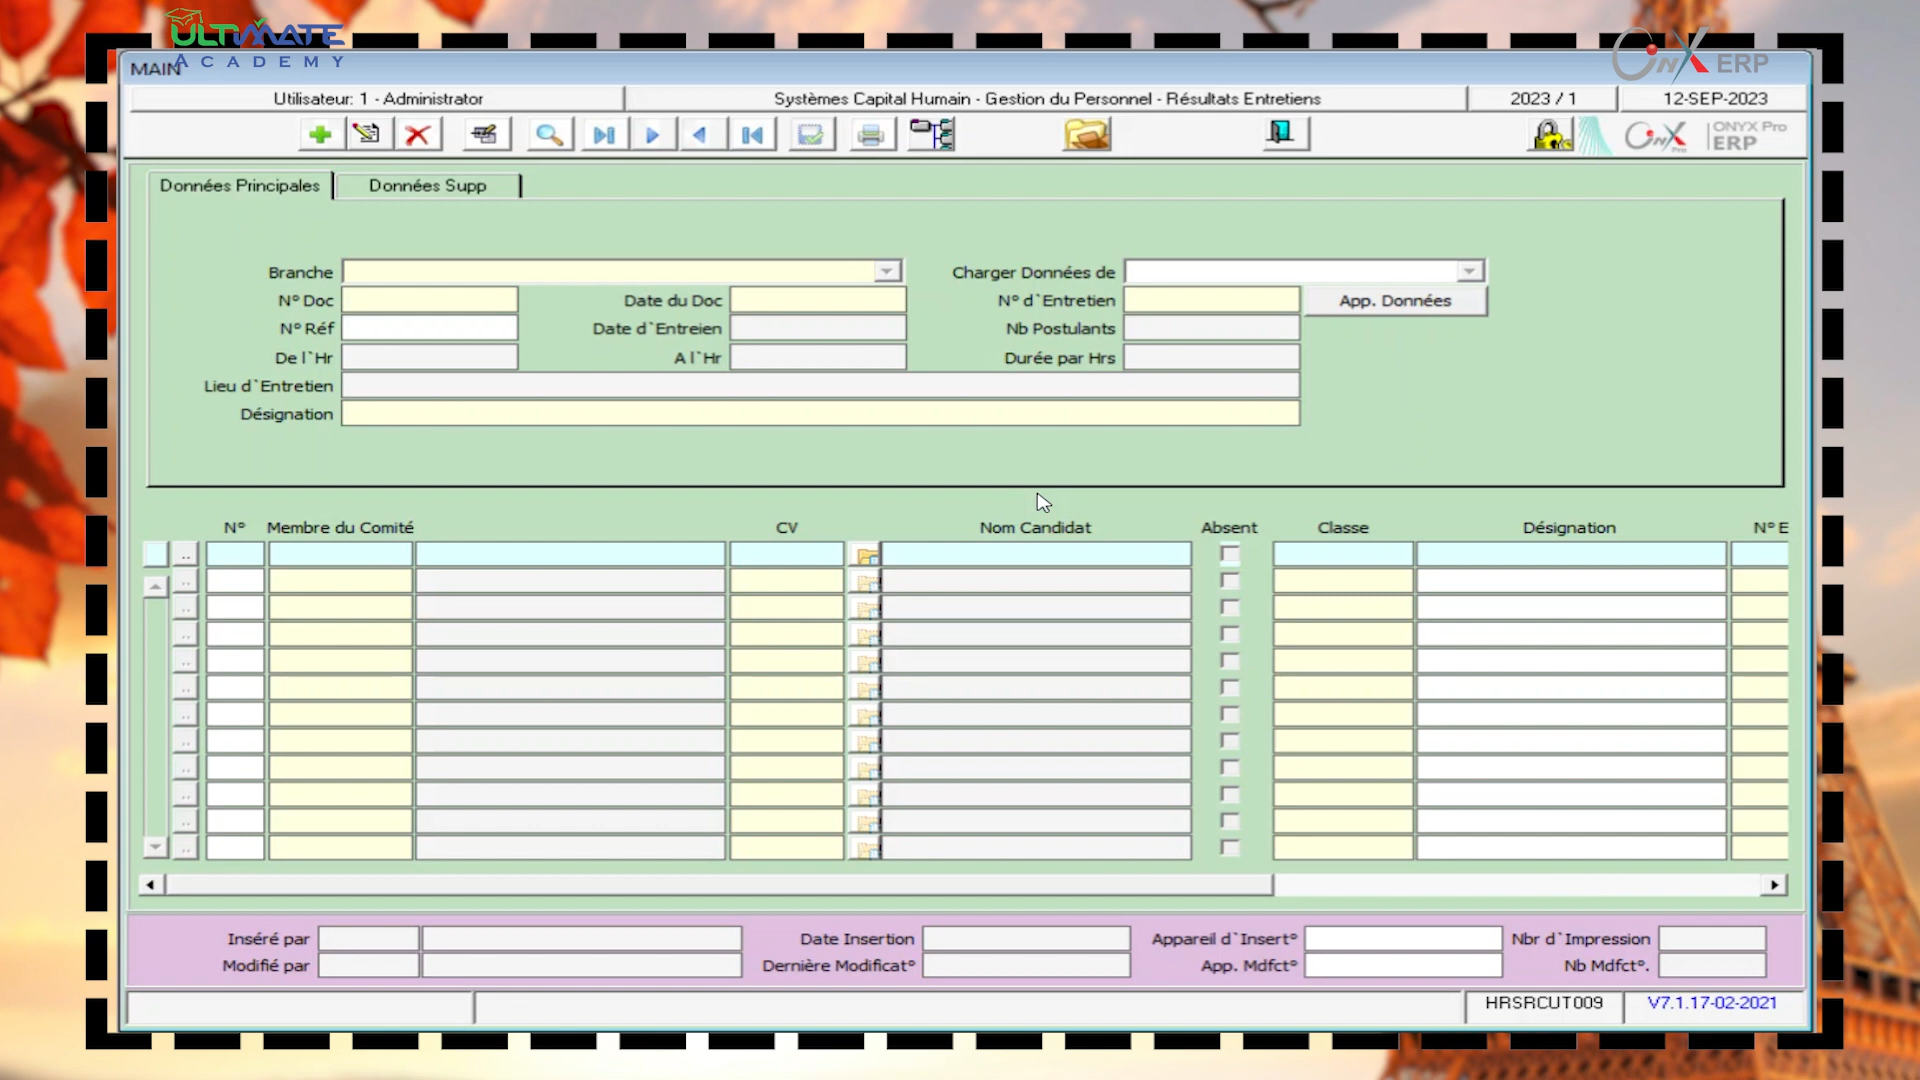 ULTIMATE
ACADEMY
MAIN
ONX ERP
Utilisateur: 1 - Administrator
Systèmes Capital Humain - Gestion du Personnel - Résultats Entretiens
2023 / 1
12-SEP-2023
ONX Pro
ONYX Pro
ERP
Données Principales
Données Supp
Branche
Charger Données de
N° Doc
Date du Doc
N° d`Entretien
App. Données
N° Réf
Date d`Entreien
Nb Postulants
De l`Hr
A l`Hr
Durée par Hrs
Lieu d`Entretien
Désignation
N°
Membre du Comité
CV
Nom Candidat
Absent
Classe
Désignation
N° E
Inséré par
Date Insertion
Appareil d`Insert°
Nbr d`Impression
Modifié par
Dernière Modificat°
App. Mdfct°
Nb Mdfct°.
HRSRCUT009
V7.1.17-02-2021